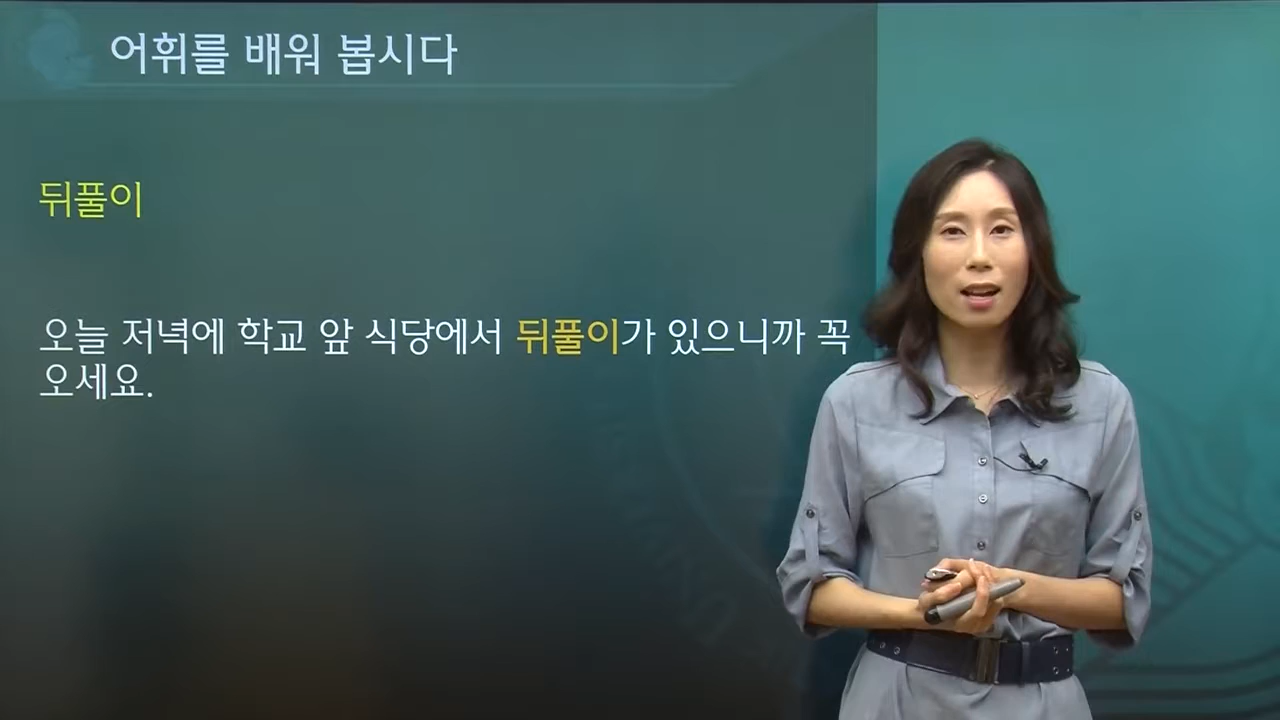 어휘를 배워 봅시다
뒤풀이
오늘 저녁에 학교 앞 식당에서 뒤풀이가 있으니까 꼭
오세요.